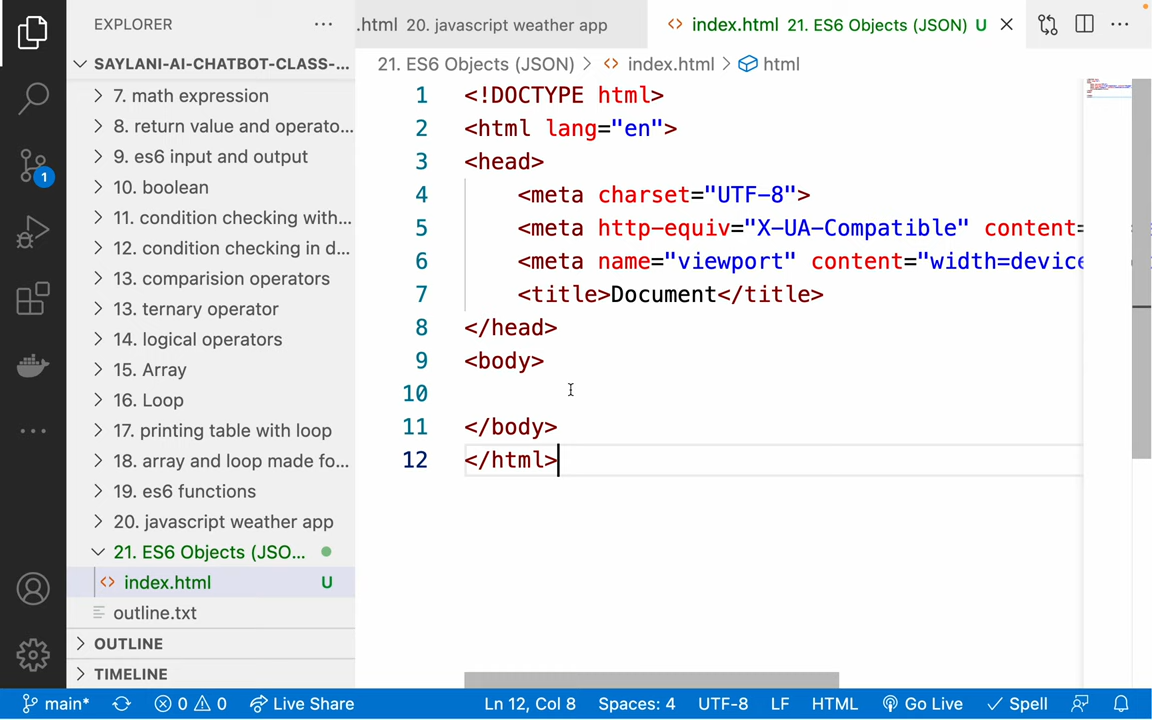 EXPLORER
SAYLANI-AI-CHATBOT-CLASS-...
7. math expression
8. return value and operato...
9. es6 input and output
10. boolean
11. condition checking with...
12. condition checking in d...
13. comparision operators
13. ternary operator
14. logical operators
15. Array
16. Loop
17. printing table with loop
18. array and loop made fo...
19. es6 functions
20. javascript weather app
21. ES6 Objects (JSO...
index.html U
outline.txt
OUTLINE
TIMELINE
1
.html 20. javascript weather app
index.html 21. ES6 Objects (JSON) U
21. ES6 Objects (JSON) > index.html > html
1 <!DOCTYPE html>
2 <html lang="en">
3 <head>
4 <meta charset="UTF-8">
5 <meta http-equiv="X-UA-Compatible" content=
6 <meta name="viewport" content="width=device
7 <title>Document</title>
8 </head>
9 <body>
10
11 </body>
12 </html>
main* 0 0 Live Share Ln 12, Col 8 Spaces: 4 UTF-8 LF HTML Go Live Spell